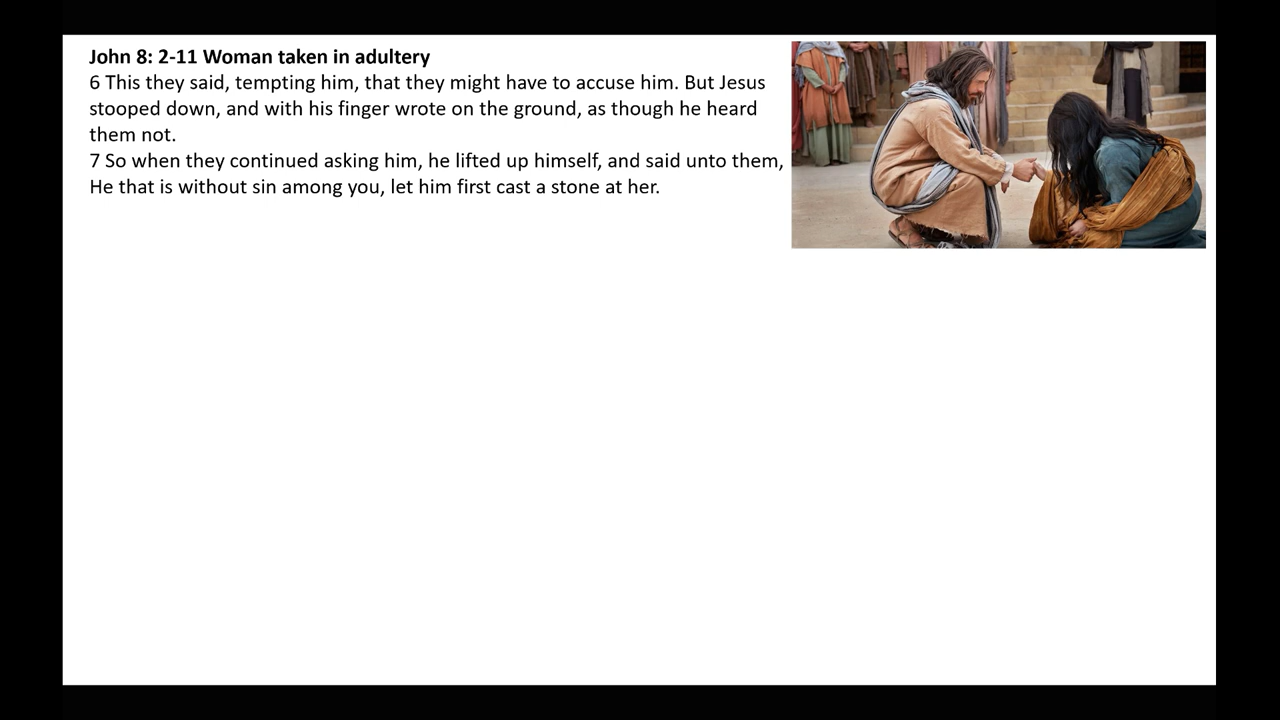 John 8: 2-11 Woman taken in adultery
6 This they said, tempting him, that they might have to accuse him. But Jesus
stooped down, and with his finger wrote on the ground, as though he heard
them not.
7 So when they continued asking him, he lifted up himself, and said unto them,
He that is without sin among you, let him first cast a stone at her.